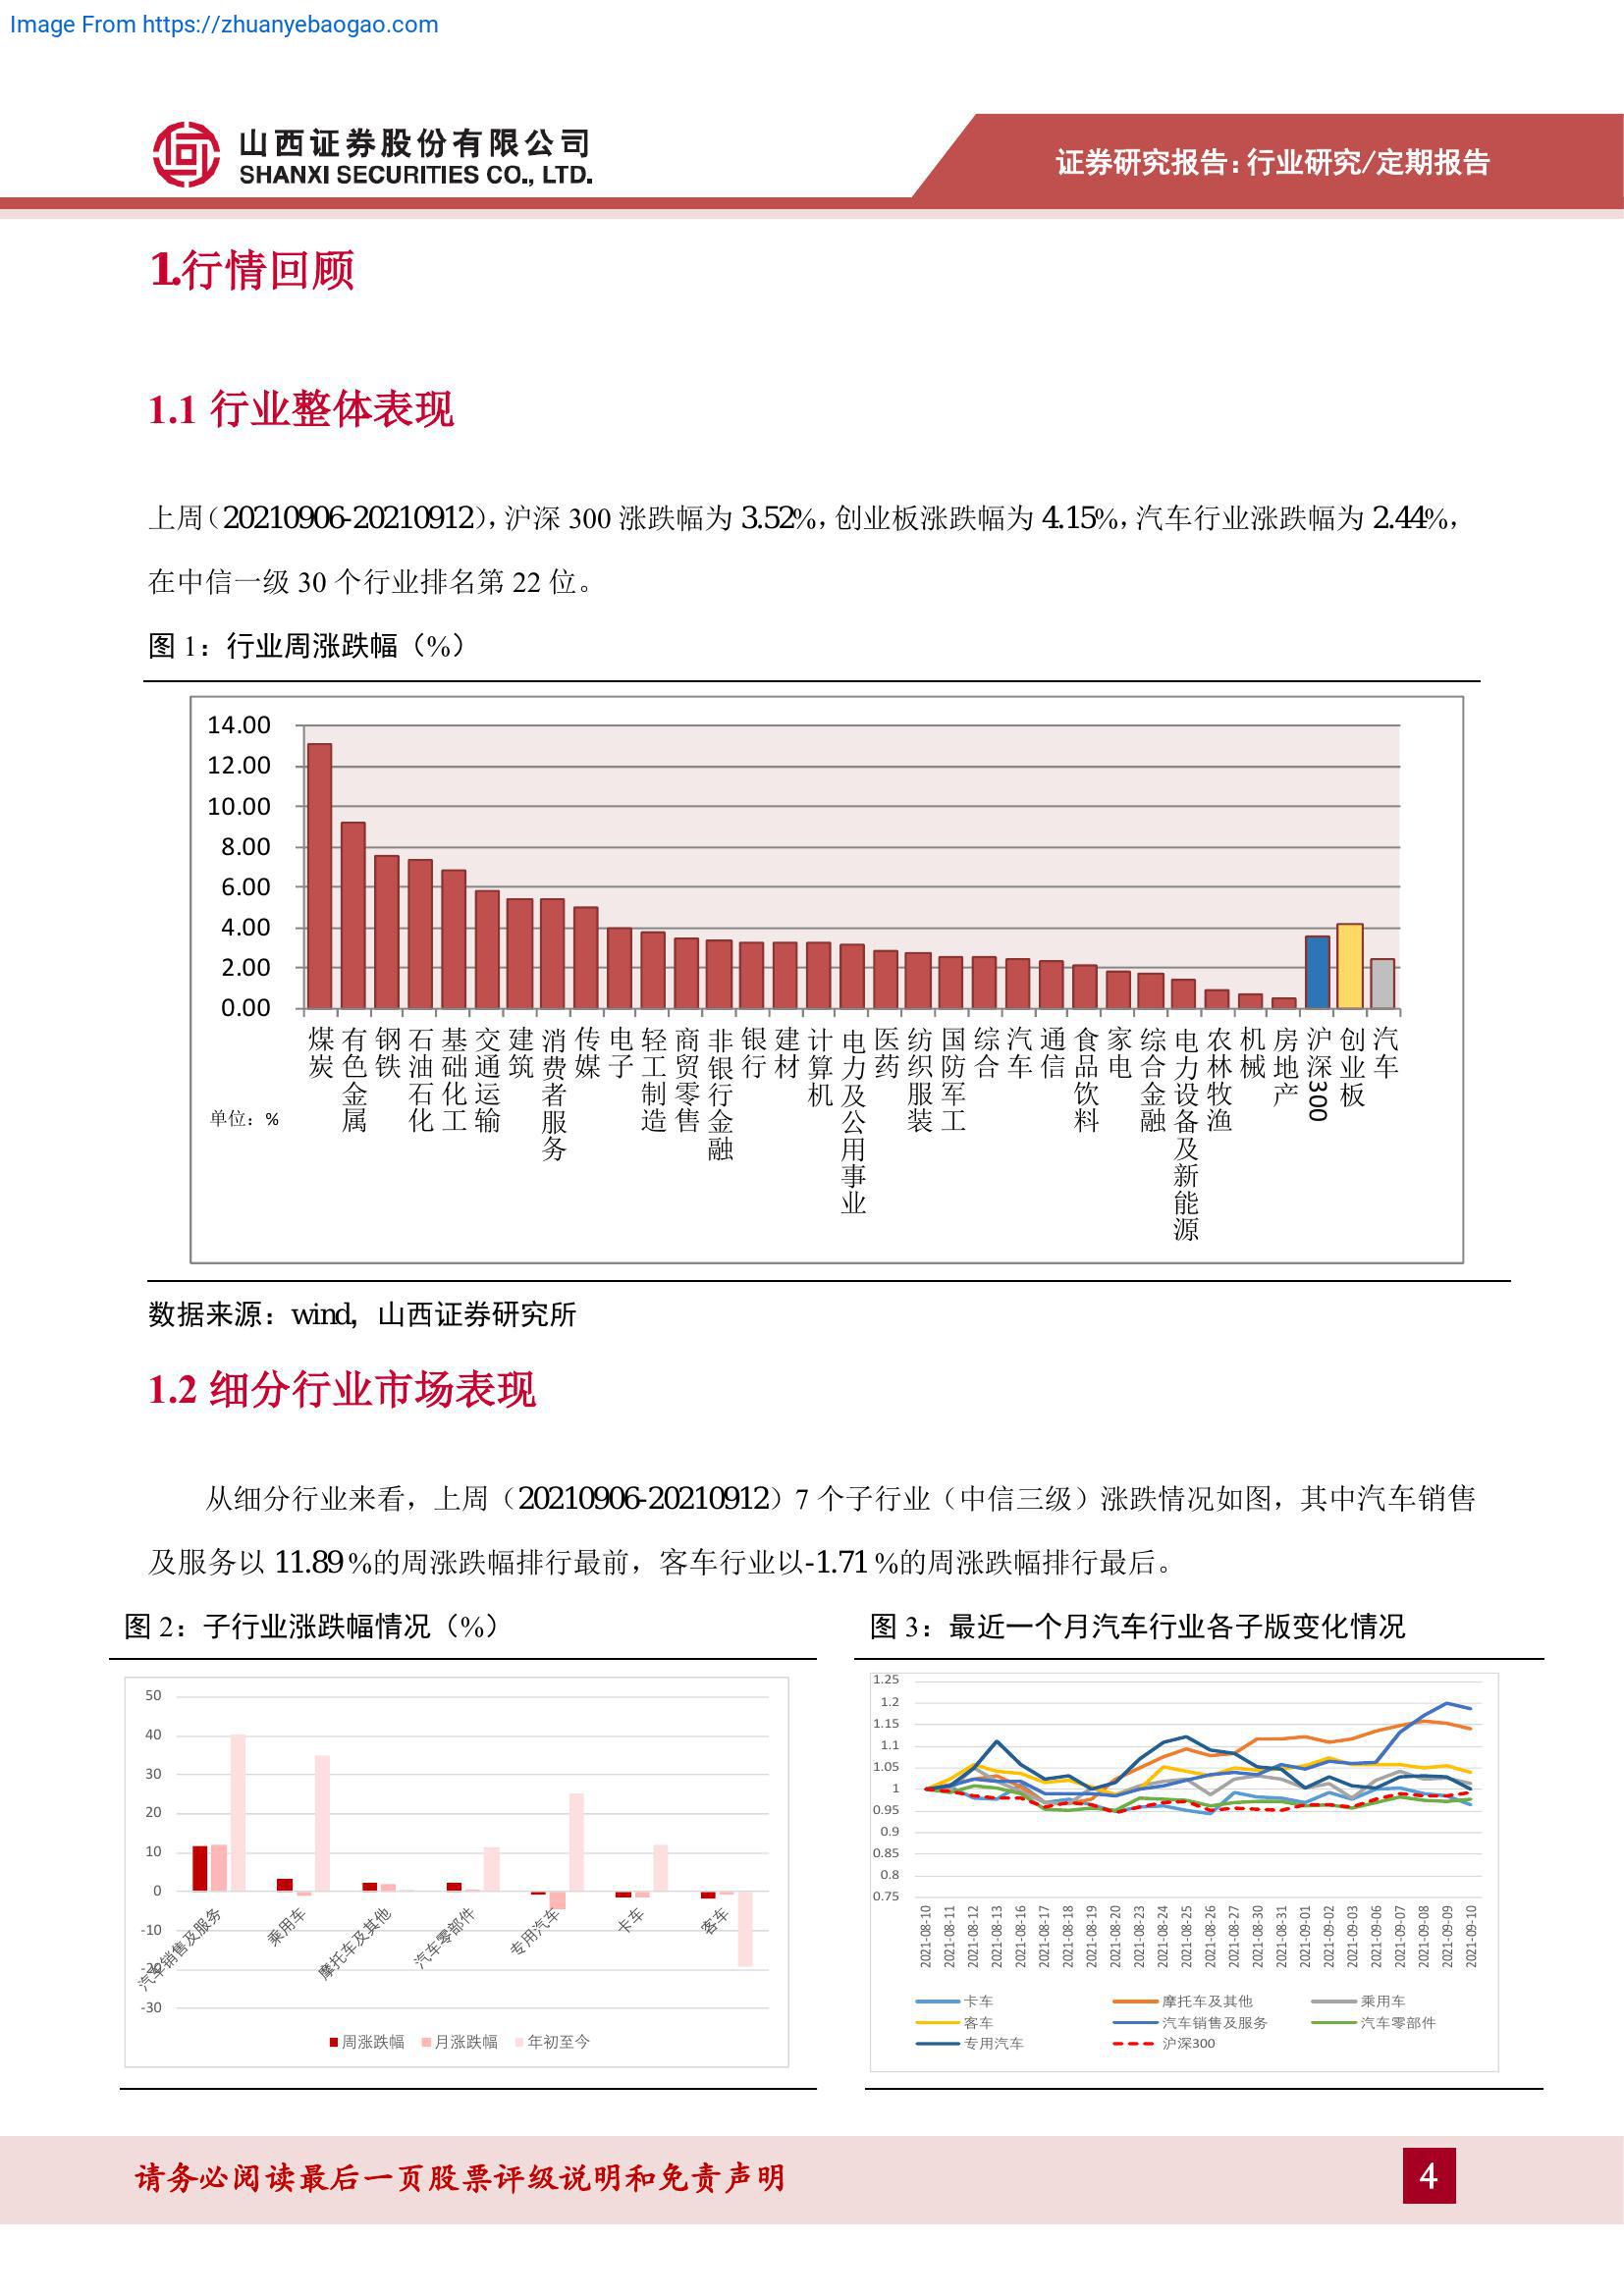 Image From https://zhuanyebaogao.com
山西证券股份有限公司
SHANXI SECURITIES CO., LTD.
证券研究报告:行业研究/定期报告
1.行情回顾
1.1 行业整体表现
上周(20210906-20210912),沪深 300 涨跌幅为 3.52%,创业板涨跌幅为 4.15%,汽车行业涨跌幅为 2.44%,
在中信一级 30 个行业排名第 22 位。
图 1:行业周涨跌幅(%)
14.00
12.00
10.00
8.00
6.00
4.00
2.00
0.00
单位:%
煤炭
有色金属
钢铁
石油石化
基础化工
交通运输
建筑
消费者服务
传媒
电子
轻工制造
商贸零售
非银行金融
银行
建材
计算机
电力及公用事业
医药
纺织服装
国防军工
综合
汽车
通信
食品饮料
家电
综合金融
电力设备及新能源
农林牧渔
机械
房地产
沪深300
创业板
汽车
数据来源:wind,山西证券研究所
1.2 细分行业市场表现
从细分行业来看,上周(20210906-20210912)7 个子行业(中信三级)涨跌情况如图,其中汽车销售
及服务以 11.89 %的周涨跌幅排行最前,客车行业以-1.71 %的周涨跌幅排行最后。
图 2:子行业涨跌幅情况(%)
50
40
30
20
10
0
-10
-20
-30
汽车销售及服务
乘用车
摩托车及其他
汽车零部件
专用汽车
卡车
客车
周涨跌幅 月涨跌幅 年初至今
图 3:最近一个月汽车行业各子版变化情况
1.25
1.2
1.15
1.1
1.05
1
0.95
0.9
0.85
0.8
0.75
2021-08-10
2021-08-11
2021-08-12
2021-08-13
2021-08-16
2021-08-17
2021-08-18
2021-08-19
2021-08-20
2021-08-23
2021-08-24
2021-08-25
2021-08-26
2021-08-27
2021-08-30
2021-08-31
2021-09-01
2021-09-02
2021-09-03
2021-09-06
2021-09-07
2021-09-08
2021-09-09
2021-09-10
卡车 摩托车及其他 乘用车
客车 汽车销售及服务 汽车零部件
专用汽车 沪深300
请务必阅读最后一页股票评级说明和免责声明
4